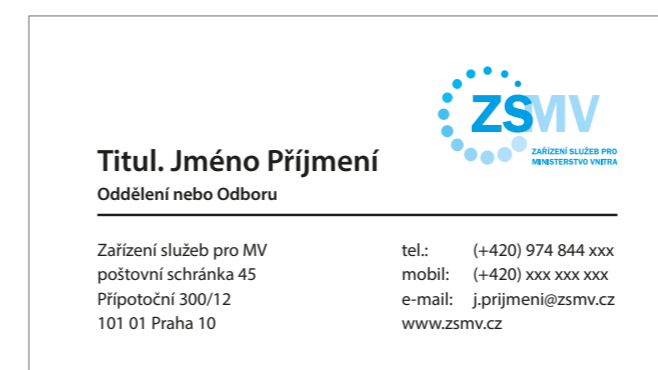 ZSMV
ZAŘÍZENÍ SLUŽEB PRO
MINISTERSTVO VNITRA
Titul. Jméno Příjmení
Oddělení nebo Odboru
Zařízení služeb pro MV
poštovní schránka 45
Přípotoční 300/12
101 01 Praha 10
tel.: (+420) 974 844 xxx
mobil: (+420) xxx xxx xxx
e-mail: j.prijmeni@zsmv.cz
www.zsmv.cz